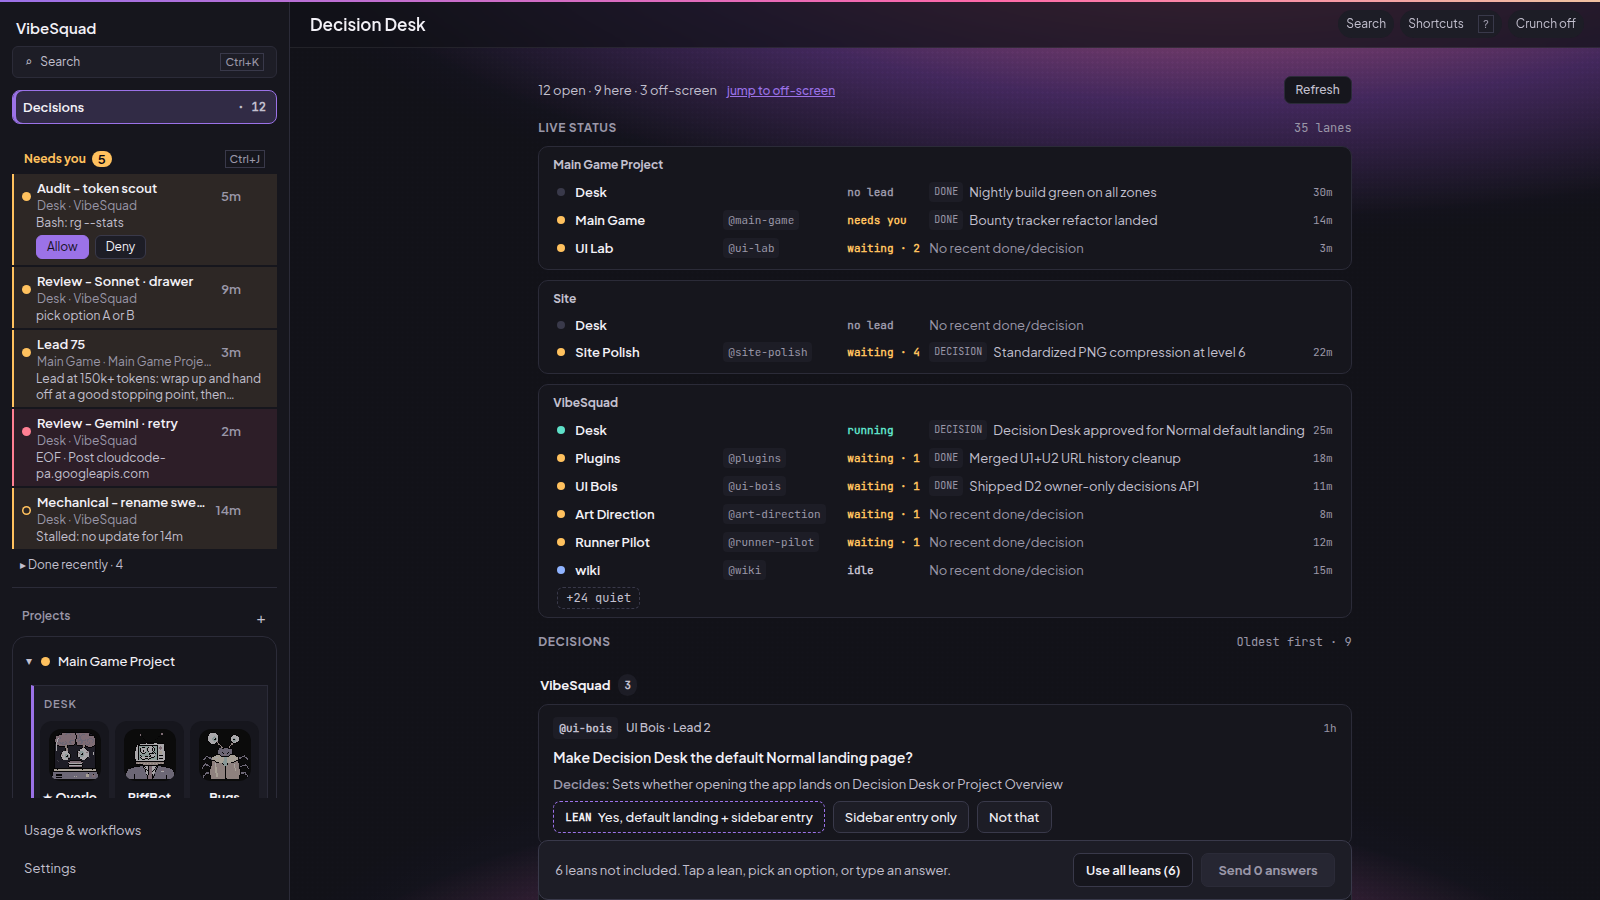 VibeSquad
Search Ctrl+K
Decisions · 12
Needs you 5 Ctrl+J
Audit – token scout 5m
Desk · VibeSquad
Bash: rg --stats
Allow Deny
Review – Sonnet · drawer 9m
Desk · VibeSquad
pick option A or B
Lead 75 3m
Main Game · Main Game Proje…
Lead at 150k+ tokens: wrap up and hand
off at a good stopping point, then…
Review – Gemini · retry 2m
Desk · VibeSquad
EOF · Post cloudcode-
pa.googleapis.com
Mechanical – rename swe… 14m
Desk · VibeSquad
Stalled: no update for 14m
▸ Done recently · 4
Projects +
▾ Main Game Project
DESK
★ Overlo RiffBot Bugs
Usage & workflows
Settings
Decision Desk Search Shortcuts ? Crunch off
12 open · 9 here · 3 off-screen jump to off-screen Refresh
LIVE STATUS 35 lanes
Main Game Project
Desk no lead DONE Nightly build green on all zones 30m
Main Game @main-game needs you DONE Bounty tracker refactor landed 14m
UI Lab @ui-lab waiting · 2 No recent done/decision 3m
Site
Desk no lead No recent done/decision
Site Polish @site-polish waiting · 4 DECISION Standardized PNG compression at level 6 22m
VibeSquad
Desk running DECISION Decision Desk approved for Normal default landing 25m
Plugins @plugins waiting · 1 DONE Merged U1+U2 URL history cleanup 18m
UI Bois @ui-bois waiting · 1 DONE Shipped D2 owner-only decisions API 11m
Art Direction @art-direction waiting · 1 No recent done/decision 8m
Runner Pilot @runner-pilot waiting · 1 No recent done/decision 12m
wiki @wiki idle No recent done/decision 15m
+24 quiet
DECISIONS Oldest first · 9
VibeSquad 3
@ui-bois UI Bois · Lead 2 1h
Make Decision Desk the default Normal landing page?
Decides: Sets whether opening the app lands on Decision Desk or Project Overview
LEAN Yes, default landing + sidebar entry Sidebar entry only Not that
6 leans not included. Tap a lean, pick an option, or type an answer. Use all leans (6) Send 0 answers